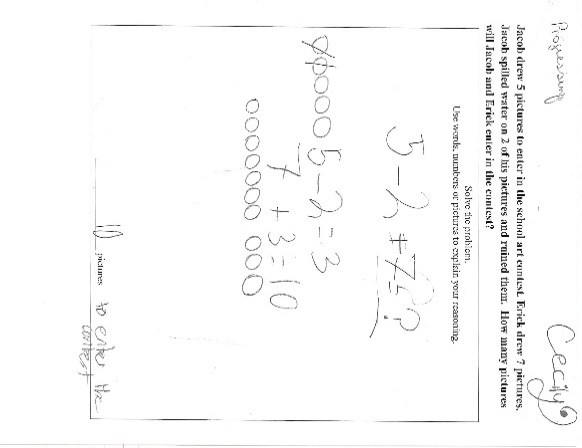 Progressing
Cecily
Jacob drew 5 pictures to enter in the school art contest. Erick drew 7 pictures.
Jacob spilled water on 2 of his pictures and ruined them. How many pictures
will Jacob and Erick enter in the contest?
Solve the problem.
Use words, numbers or pictures to explain your reasoning.
5 - 2 + 7 = ?
5 - 2 = 3
7 + 3 = 10
10 pictures to enter the
contest